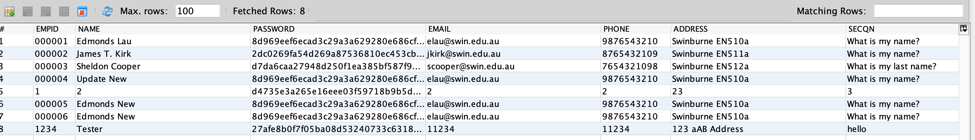 Max. rows: 100 Fetched Rows: 8 Matching Rows:
# EMPID NAME PASSWORD EMAIL PHONE ADDRESS SECQN
1 000001 Edmonds Lau 8d969eef6ecad3c29a3a629280e686cf... elau@swin.edu.au 9876543210 Swinburne EN510a What is my name?
2 000002 James T. Kirk 2dc0269fa54d269a87536810ec453cb... jkirk@swin.edu.au 8765432109 Swinburne EN511a What is my name?
3 000003 Sheldon Cooper d7da6caa27948d250f1ea385bf587f9... scooper@swin.edu.au 7654321098 Swinburne EN512a What is my last name?
4 000004 Update New 8d969eef6ecad3c29a3a629280e686cf... elau@swin.edu.au 9876543210 Swinburne EN510a What is my name?
5 1 2 d4735e3a265e16eee03f59718b9b5d... 2 2 23 3
6 000005 Edmonds New 8d969eef6ecad3c29a3a629280e686cf... elau@swin.edu.au 9876543210 Swinburne EN510a What is my name?
7 000006 Edmonds New 8d969eef6ecad3c29a3a629280e686cf... elau@swin.edu.au 9876543210 Swinburne EN510a What is my name?
8 1234 Tester 27afe8b0f7f05ba08d53240733c6318... 11234 11234 123 aAB Address hello